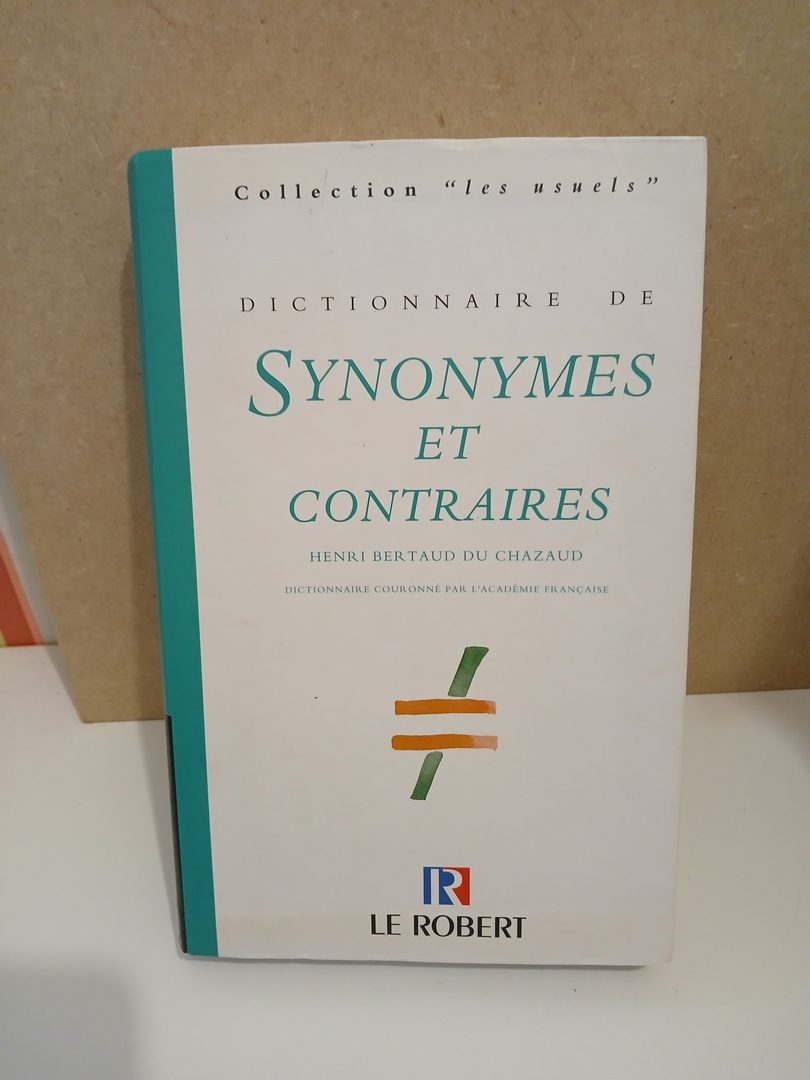 Collection “les usuels”
DICTIONNAIRE DE
SYNONYMES
ET
CONTRAIRES
HENRI BERTAUD DU CHAZAUD
DICTIONNAIRE COURONNÉ PAR L'ACADÉMIE FRANÇAISE
R
LE ROBERT